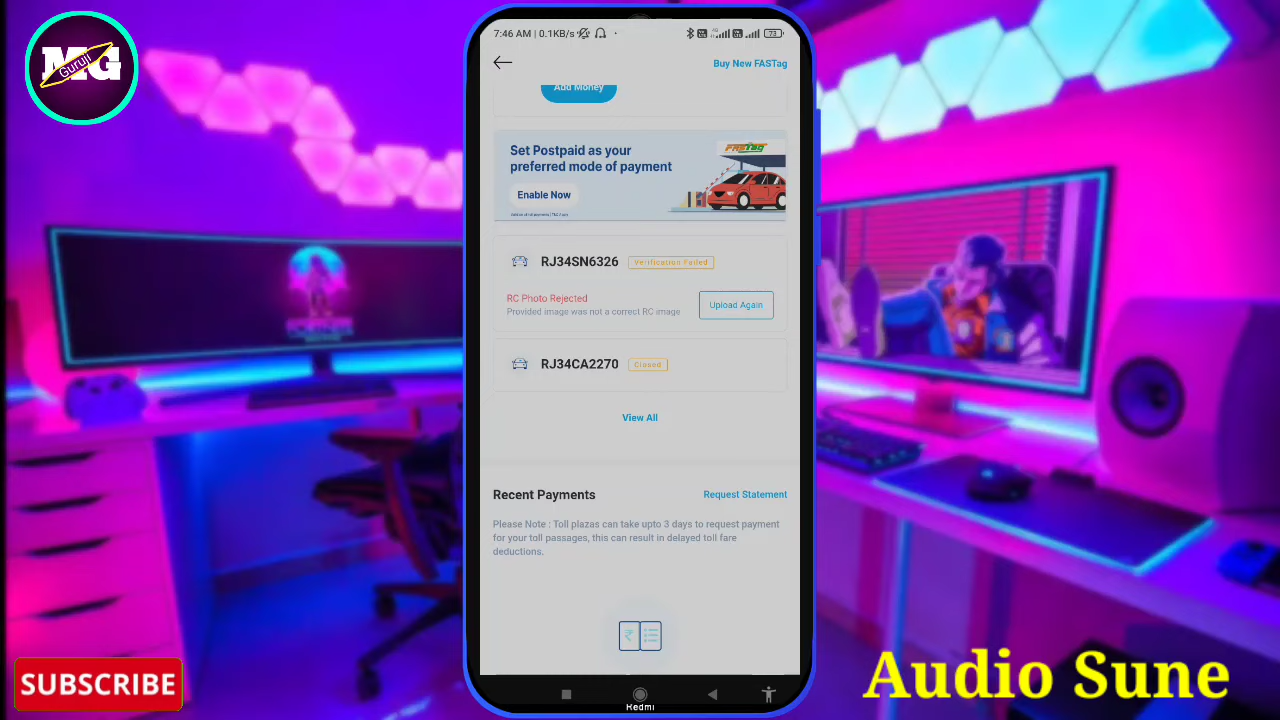 MG
Guruji
7:46 AM | 0.1KB/s
73
Buy New FASTag
Add Money
Set Postpaid as your
preferred mode of payment
FASTag
Enable Now
RJ34SN6326
Verification Failed
RC Photo Rejected
Provided image was not a correct RC image
Upload Again
RJ34CA2270
Closed
View All
Recent Payments
Request Statement
Please Note : Toll plazas can take upto 3 days to request payment
for your toll passages, this can result in delayed toll fare
deductions.
₹
Redmi
SUBSCRIBE
Audio Sune